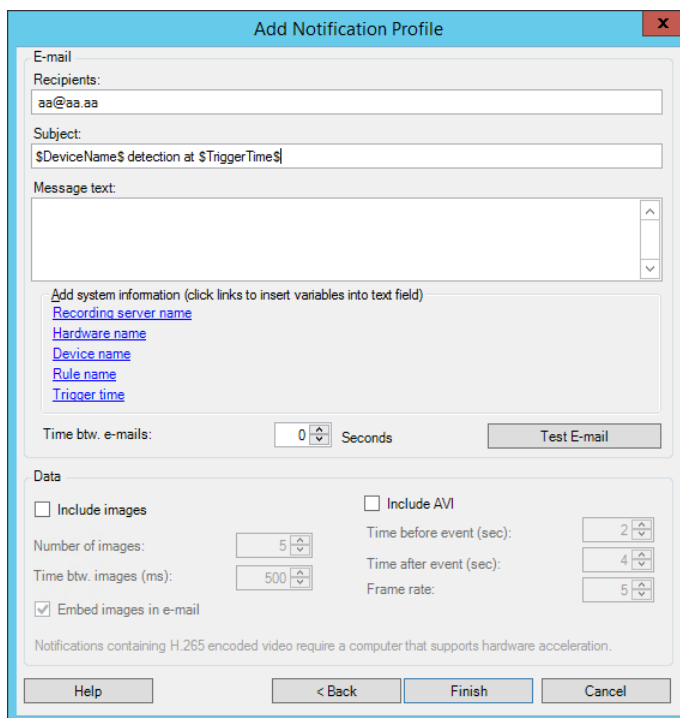 Add Notification Profile
x
E-mail
Recipients:
aa@aa.aa
Subject:
$DeviceName$ detection at $TriggerTime$
Message text:
Add system information (click links to insert variables into text field)
Recording server name
Hardware name
Device name
Rule name
Trigger time
Time btw. e-mails: 0 Seconds Test E-mail
Data
Include images Include AVI
Number of images: 5 Time before event (sec): 2
Time btw. images (ms): 500 Time after event (sec): 4
Embed images in e-mail Frame rate: 5
Notifications containing H.265 encoded video require a computer that supports hardware acceleration.
Help < Back Finish Cancel